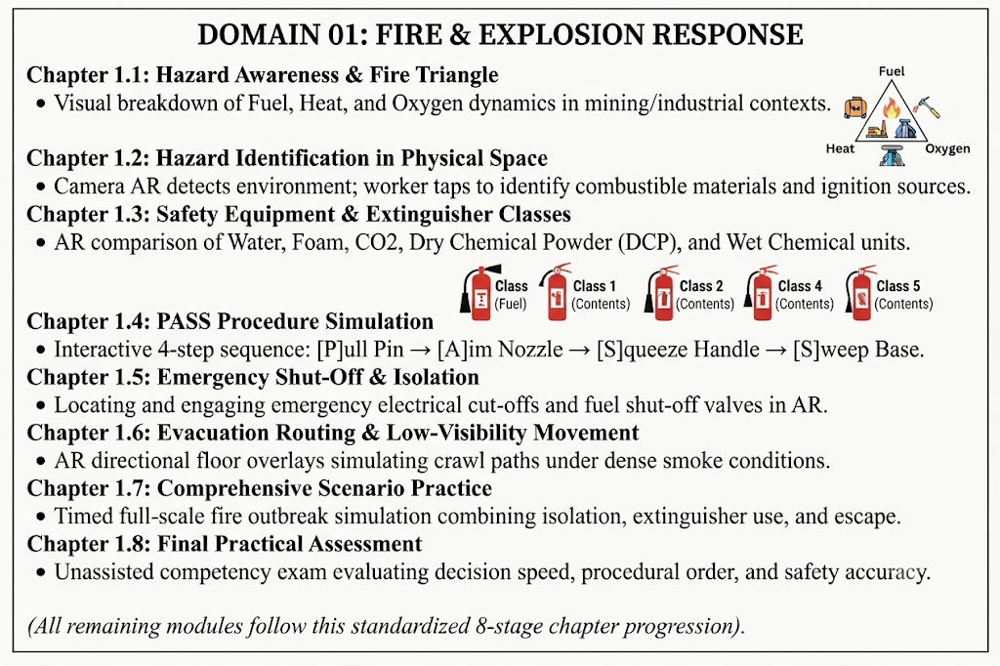 DOMAIN 01: FIRE & EXPLOSION RESPONSE
Chapter 1.1: Hazard Awareness & Fire Triangle
• Visual breakdown of Fuel, Heat, and Oxygen dynamics in mining/industrial contexts.
Fuel
Heat
Oxygen
Chapter 1.2: Hazard Identification in Physical Space
• Camera AR detects environment; worker taps to identify combustible materials and ignition sources.
Chapter 1.3: Safety Equipment & Extinguisher Classes
• AR comparison of Water, Foam, CO2, Dry Chemical Powder (DCP), and Wet Chemical units.
Class
(Fuel)
Class 1
(Contents)
Class 2
(Contents)
Class 4
(Contents)
Class 5
(Contents)
Chapter 1.4: PASS Procedure Simulation
• Interactive 4-step sequence: [P]ull Pin → [A]im Nozzle → [S]queeze Handle → [S]weep Base.
Chapter 1.5: Emergency Shut-Off & Isolation
• Locating and engaging emergency electrical cut-offs and fuel shut-off valves in AR.
Chapter 1.6: Evacuation Routing & Low-Visibility Movement
• AR directional floor overlays simulating crawl paths under dense smoke conditions.
Chapter 1.7: Comprehensive Scenario Practice
• Timed full-scale fire outbreak simulation combining isolation, extinguisher use, and escape.
Chapter 1.8: Final Practical Assessment
• Unassisted competency exam evaluating decision speed, procedural order, and safety accuracy.
(All remaining modules follow this standardized 8-stage chapter progression).